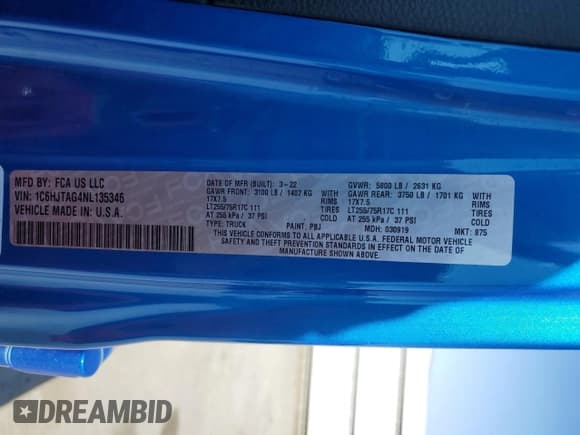 MFD BY: FCA US LLC
VIN: 1C6HJTAG4NL135346
VEHICLE MADE IN: U.S.A.
DATE OF MFR (BUILT): 3-22 GVWR: 5800 LB / 2631 KG
GAWR FRONT: 3100 LB / 1407 KG WITH GAWR REAR: 3750 LB / 1701 KG WITH
17X7.5 RIMS 17X7.5 RIMS
LT255/75R17C 111 TIRES LT255/75R17C 111 TIRES
AT 255 kPa / 37 PSI COLD AT 255 kPa / 37 PSI COLD
TYPE: TRUCK PAINT: PBJ MDH: 030919 MKT: 875
THIS VEHICLE CONFORMS TO ALL APPLICABLE U.S.A. FEDERAL MOTOR VEHICLE
SAFETY AND THEFT PREVENTION STANDARDS IN EFFECT ON THE DATE OF
MANUFACTURE SHOWN ABOVE.
DREAMBID